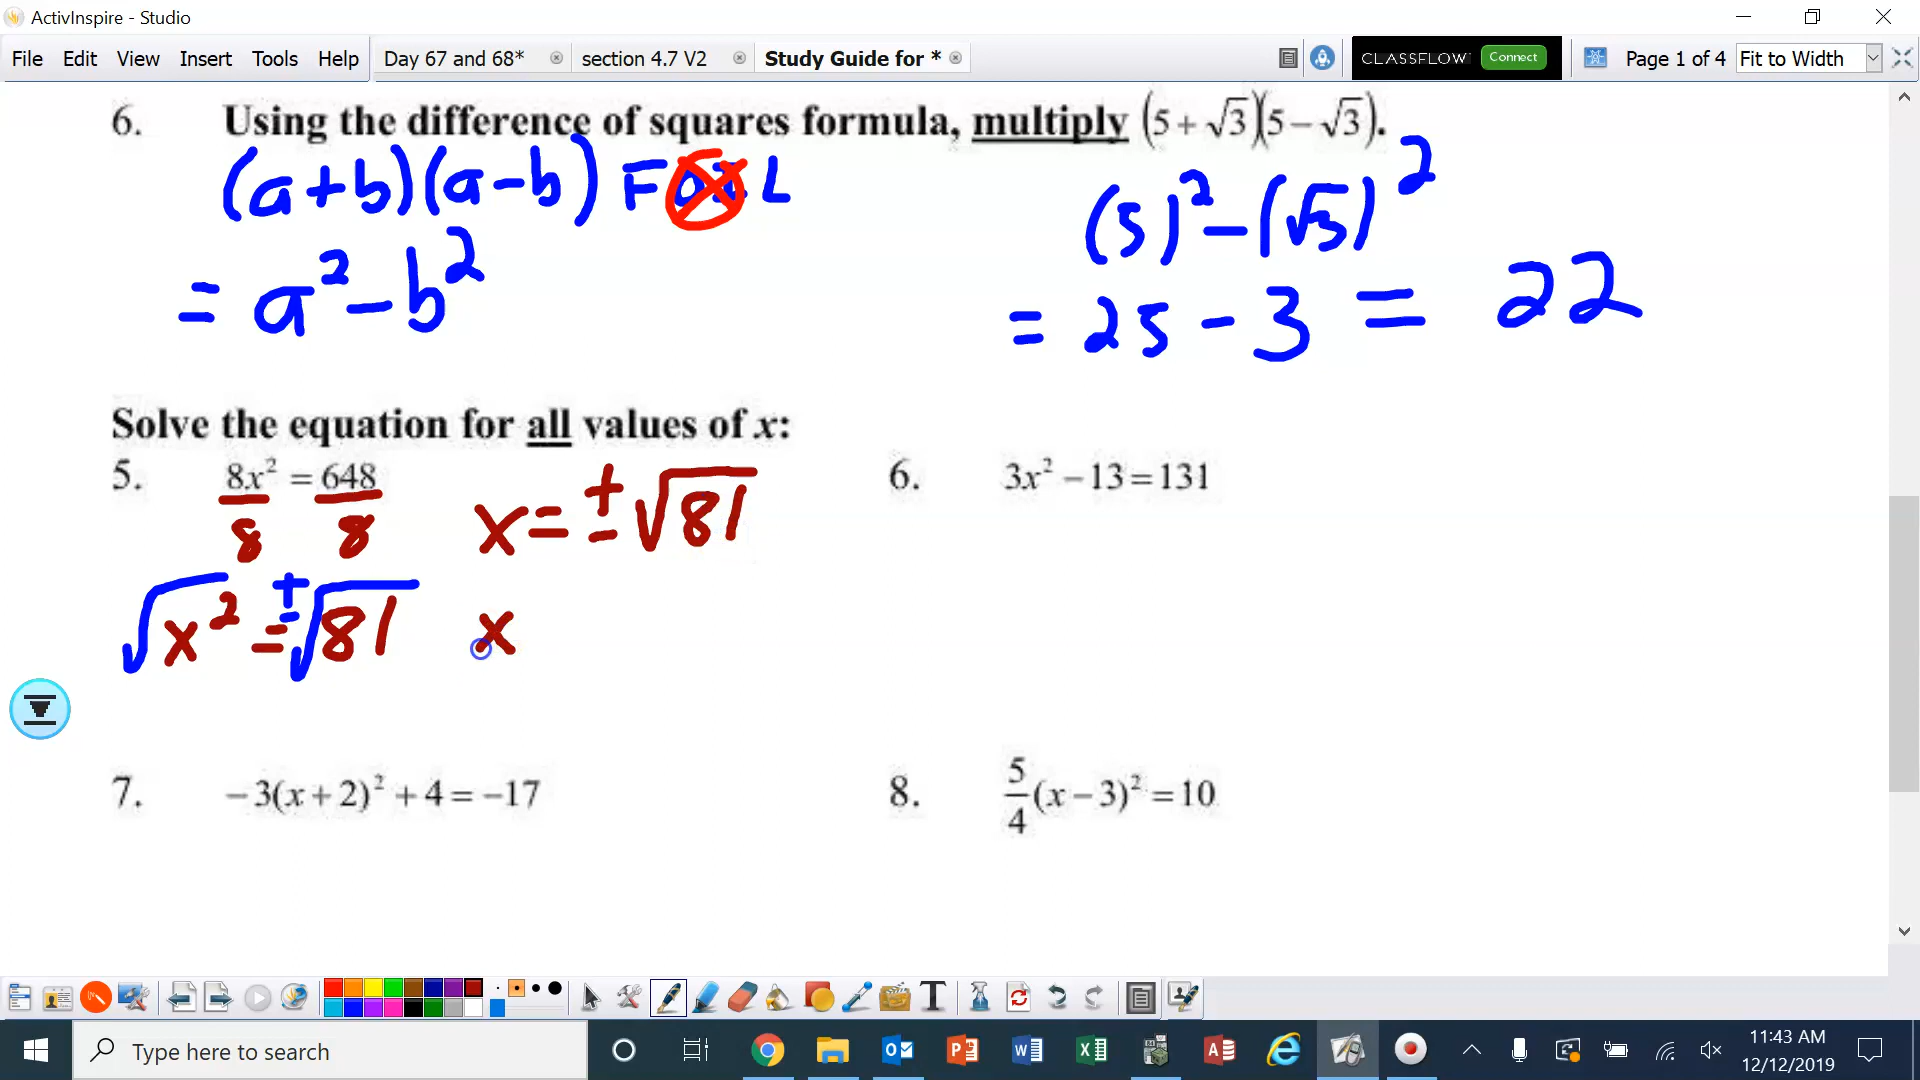 ActivInspire - Studio
File Edit View Insert Tools Help Day 67 and 68* section 4.7 V2 Study Guide for * CLASSFLOW Connect Page 1 of 4 Fit to Width
6. Using the difference of squares formula, multiply (5 + √3)(5 − √3).
(a+b)(a−b) F L
(5)² − (√3)²
= a² − b²
= 25 − 3 = 22
Solve the equation for all values of x:
5. 8x² = 648 x = ±√81 6. 3x² − 13 = 131
8 8
√x² = ±√81 x
7. −3(x + 2)² + 4 = −17 8. 5/4(x − 3)² = 10
T
Type here to search
11:43 AM
12/12/2019